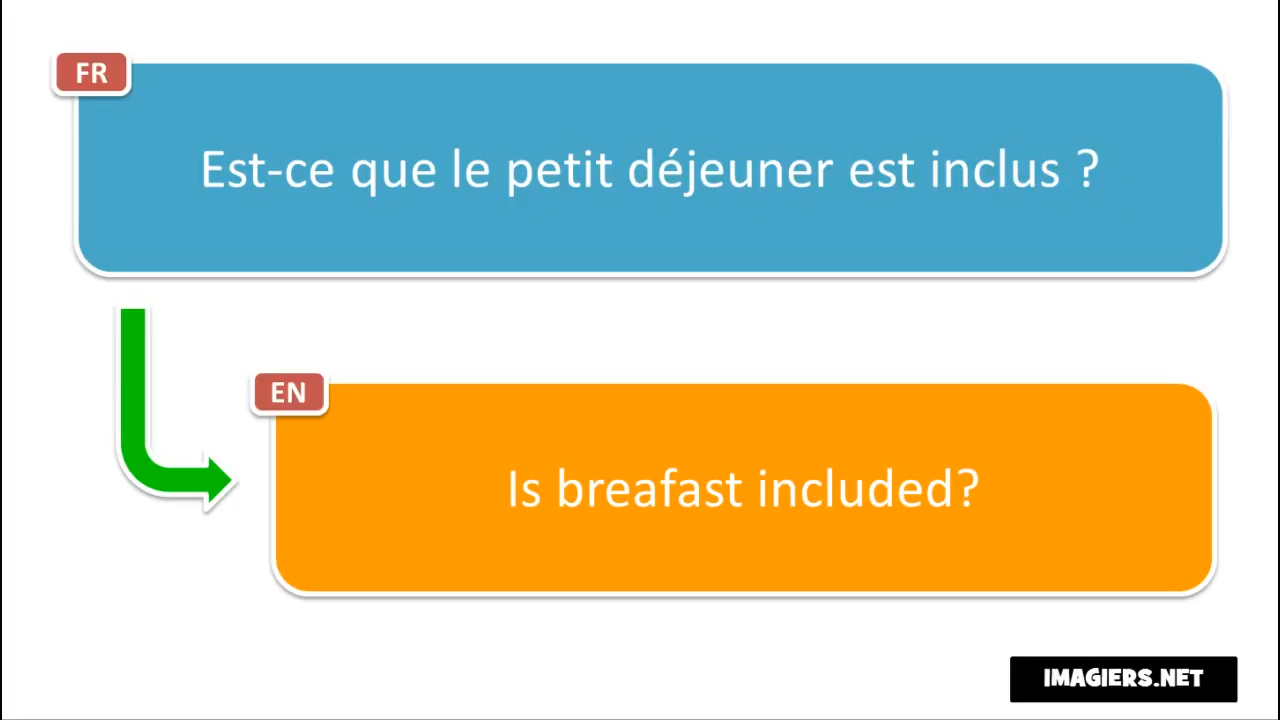 FR
Est-ce que le petit déjeuner est inclus ?
EN
Is breafast included?
IMAGIERS.NET